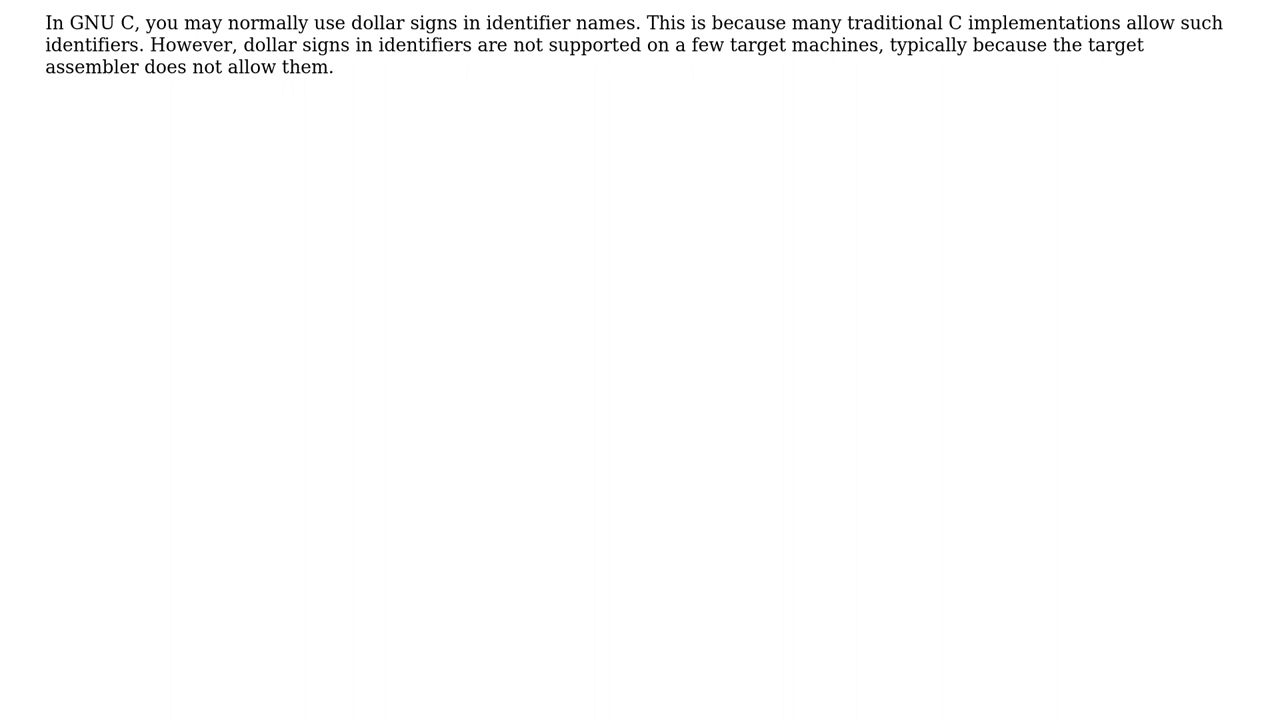 In GNU C, you may normally use dollar signs in identifier names. This is because many traditional C implementations allow such
identifiers. However, dollar signs in identifiers are not supported on a few target machines, typically because the target
assembler does not allow them.